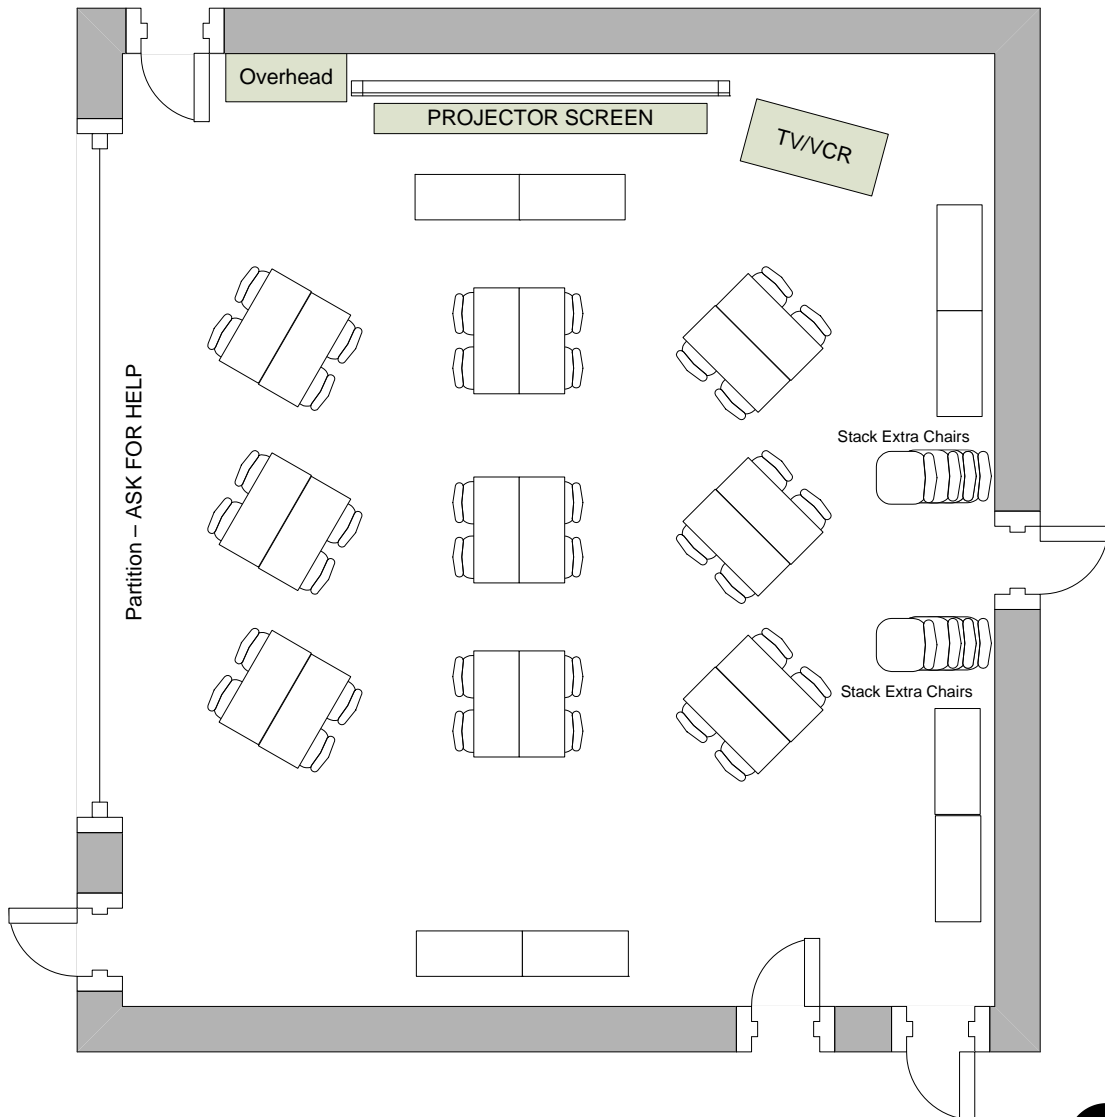 Overhead
PROJECTOR SCREEN
TV/VCR
Partition – ASK FOR HELP
Stack Extra Chairs
Stack Extra Chairs